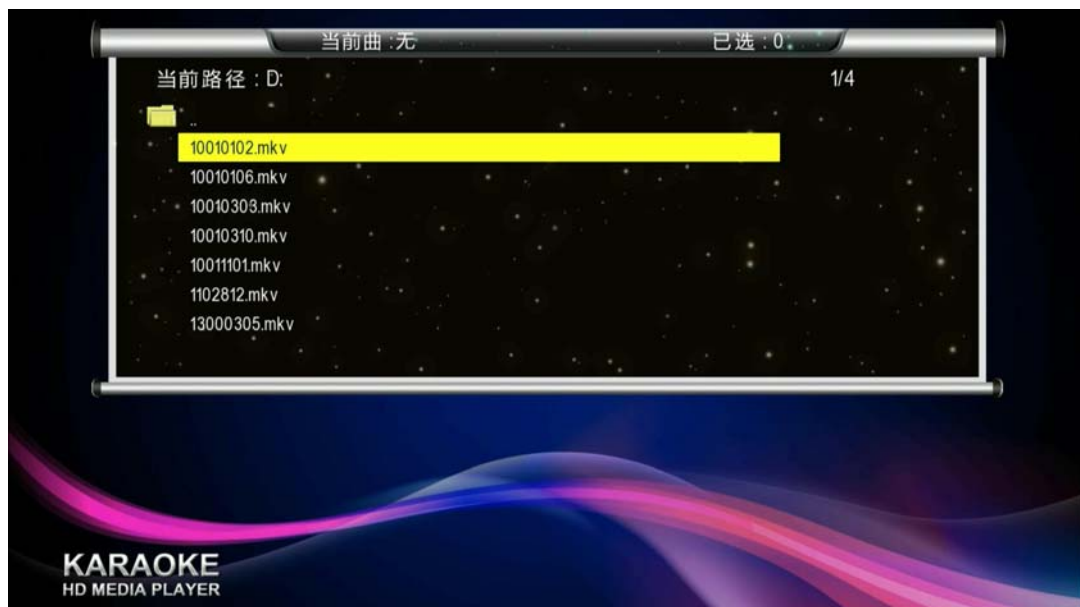 当前曲 :无 已选 : 0
当前路径 : D: 1/4
..
10010102.mkv
10010106.mkv
10010303.mkv
10010310.mkv
10011101.mkv
1102812.mkv
13000305.mkv
KARAOKE
HD MEDIA PLAYER